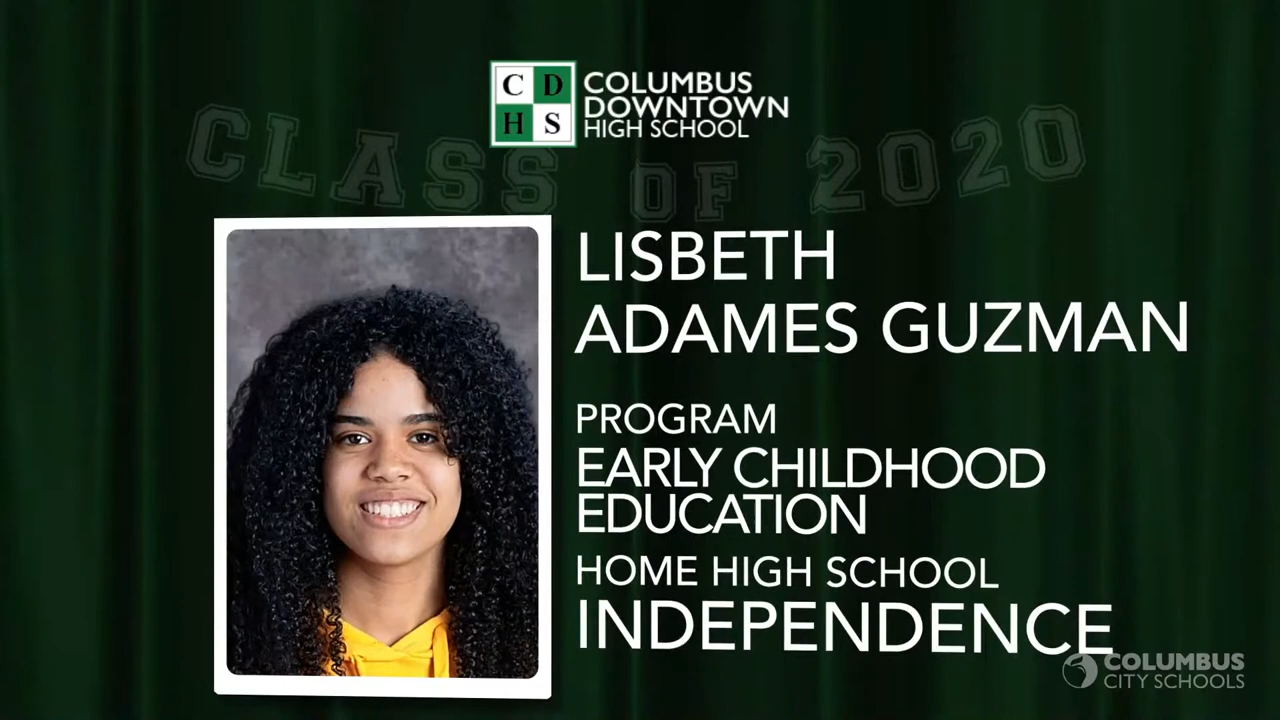 C D
H S
COLUMBUS
DOWNTOWN
HIGH SCHOOL
CLASS OF 2020
LISBETH
ADAMES GUZMAN
PROGRAM
EARLY CHILDHOOD
EDUCATION
HOME HIGH SCHOOL
INDEPENDENCE
COLUMBUS
CITY SCHOOLS